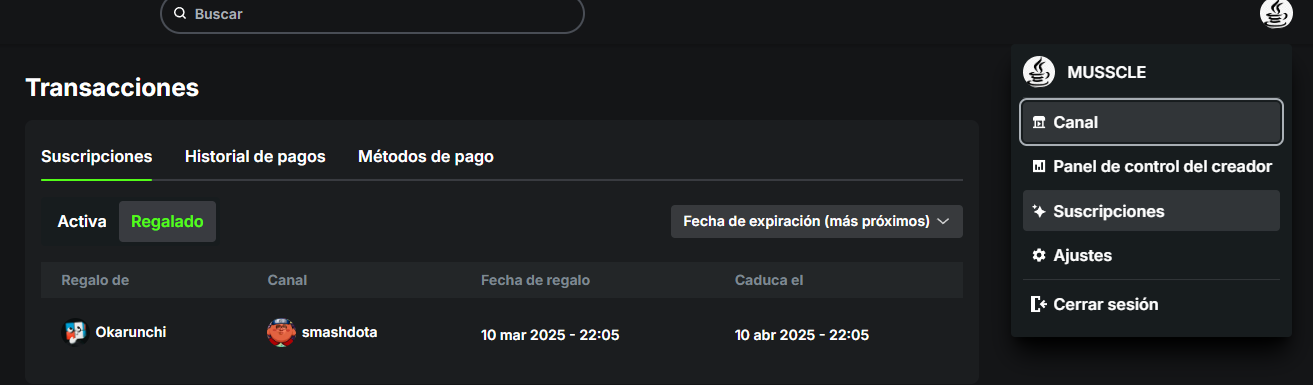 Buscar
MUSSCLE
Canal
Panel de control del creador
Suscripciones
Ajustes
Cerrar sesión
Transacciones
Suscripciones Historial de pagos Métodos de pago
Activa Regalado Fecha de expiración (más próximos)
Regalo de Canal Fecha de regalo Caduca el
Okarunchi smashdota 10 mar 2025 - 22:05 10 abr 2025 - 22:05